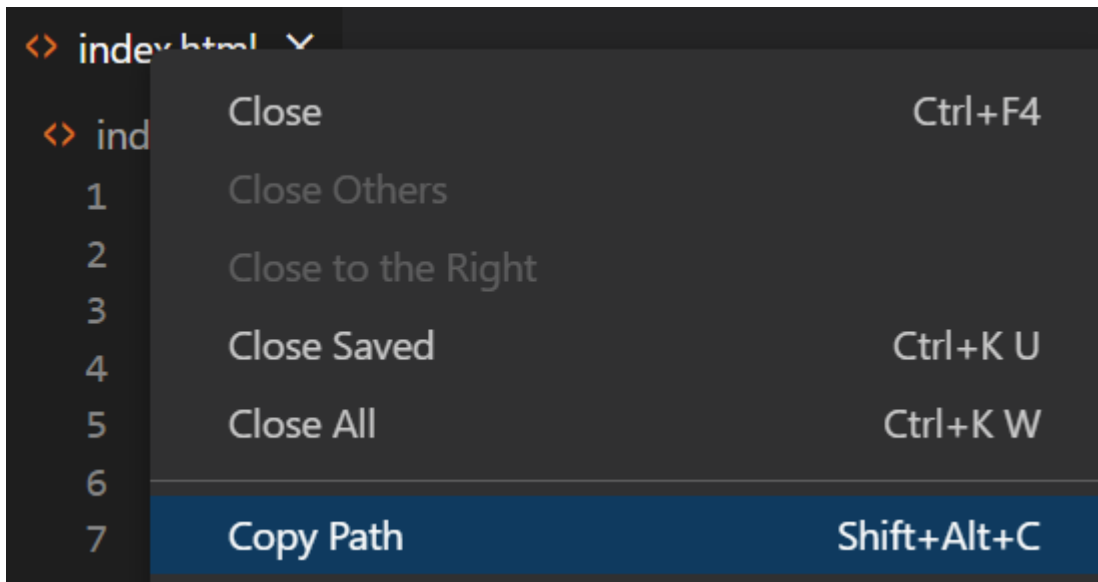 index.html
ind
Close Ctrl+F4
1
Close Others
2
Close to the Right
3
Close Saved Ctrl+K U
4
Close All Ctrl+K W
5
6
Copy Path Shift+Alt+C
7